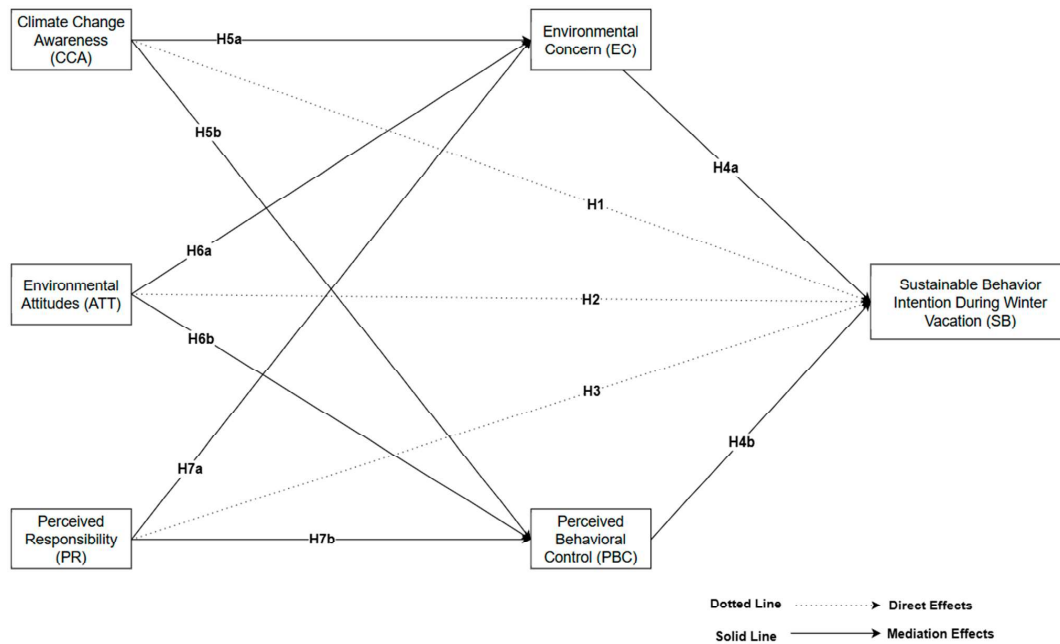 Climate Change
Awareness
(CCA)
H5a
Environmental
Concern (EC)
H5b
H4a
H1
H6a
Environmental
Attitudes (ATT)
H2
Sustainable Behavior
Intention During Winter
Vacation (SB)
H6b
H3
H4b
H7a
Perceived
Responsibility
(PR)
H7b
Perceived
Behavioral
Control (PBC)
Dotted Line Direct Effects
Solid Line Mediation Effects